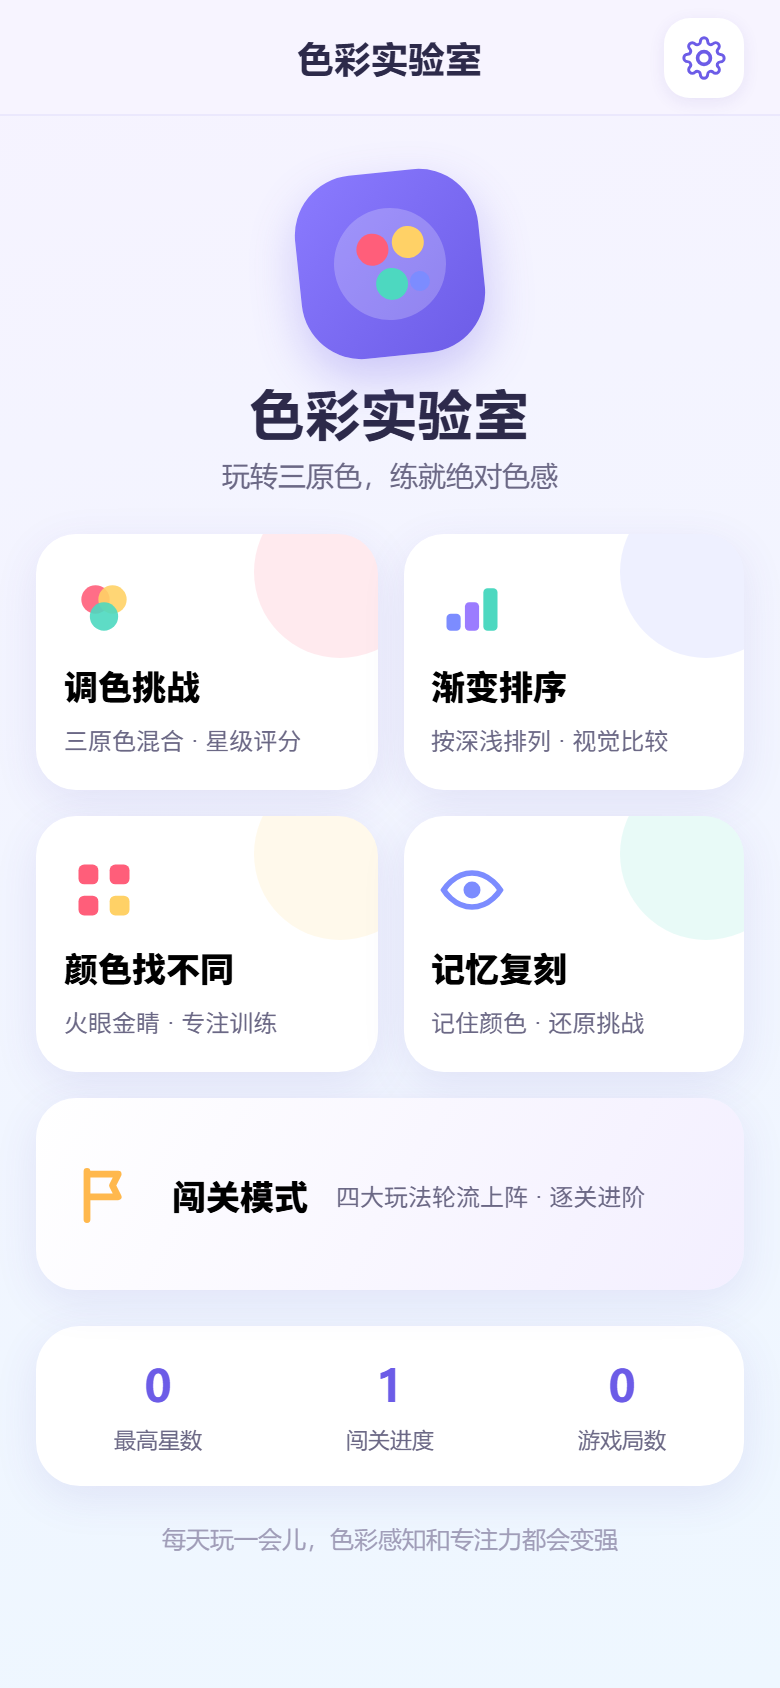 色彩实验室
色彩实验室
玩转三原色，练就绝对色感
调色挑战
三原色混合 · 星级评分
渐变排序
按深浅排列 · 视觉比较
颜色找不同
火眼金睛 · 专注训练
记忆复刻
记住颜色 · 还原挑战
闯关模式 四大玩法轮流上阵 · 逐关进阶
0 1 0
最高星数 闯关进度 游戏局数
每天玩一会儿，色彩感知和专注力都会变强